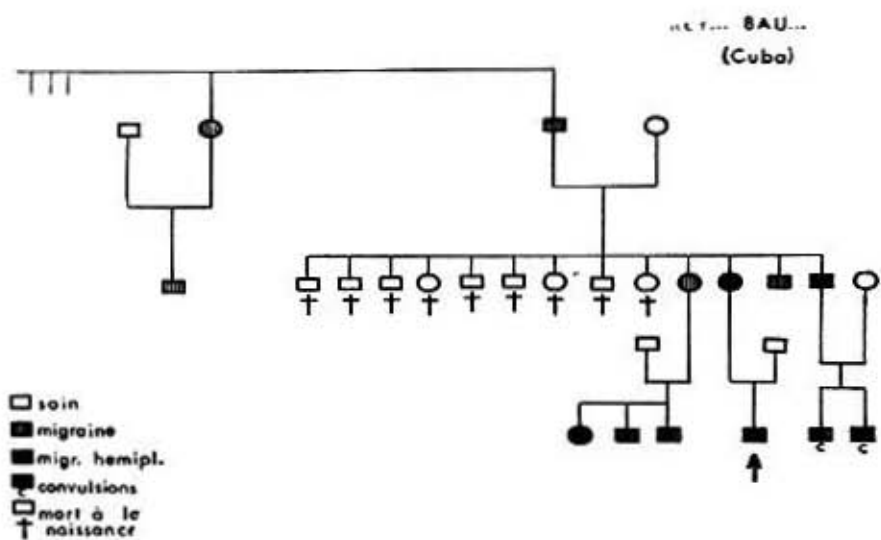 BAU...
(Cuba)
sain
migraine
migr. hemipl.
convulsions
mort à la
naissance
c
c